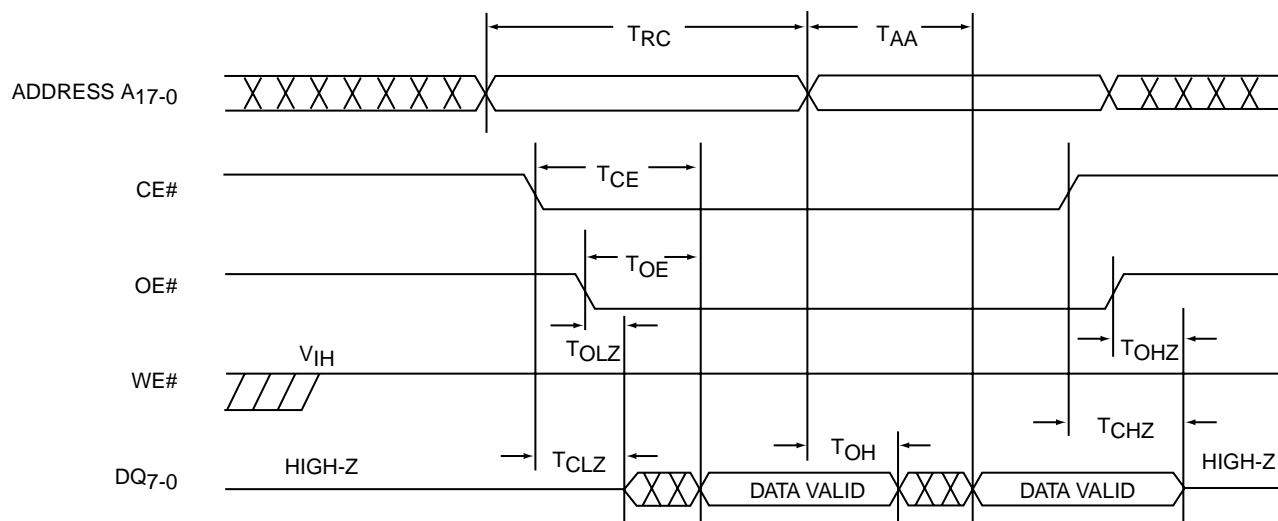 TRC
TAA
ADDRESS A17-0
TCE
CE#
TOE
OE#
TOLZ
TOHZ
VIH
WE#
TCHZ
HIGH-Z
TCLZ
TOH
HIGH-Z
DQ7-0
DATA VALID
DATA VALID